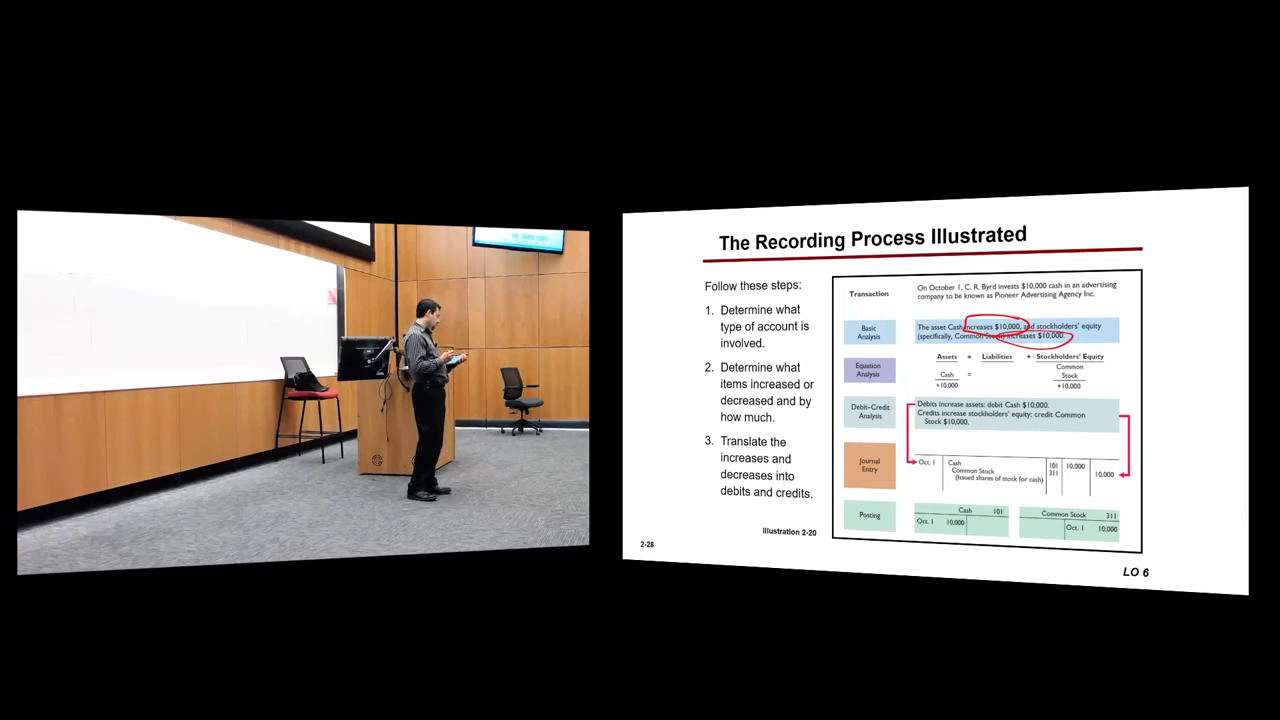 The Recording Process Illustrated
Follow these steps:
1. Determine what
type of account is
involved.
2. Determine what
items increased or
decreased and by
how much.
3. Translate the
increases and
decreases into
debits and credits.
Illustration 2-20
2-28
Transaction
On October 1, C. R. Byrd invests $10,000 cash in an advertising
company to be known as Pioneer Advertising Agency Inc.
Basic
Analysis
The asset Cash increases $10,000, and stockholders' equity
(specifically, Common Stock) increases $10,000.
Equation
Analysis
Assets = Liabilities + Stockholders' Equity
Common
Cash = Stock
+10,000 +10,000
Debit–Credit
Analysis
Debits increase assets: debit Cash $10,000.
Credits increase stockholders' equity: credit Common
Stock $10,000.
Journal
Entry
Oct. 1 Cash 101 10,000
Common Stock 311 10,000
(Issued shares of stock for cash)
Posting
Cash 101
Oct. 1 10,000
Common Stock 311
Oct. 1 10,000
LO 6